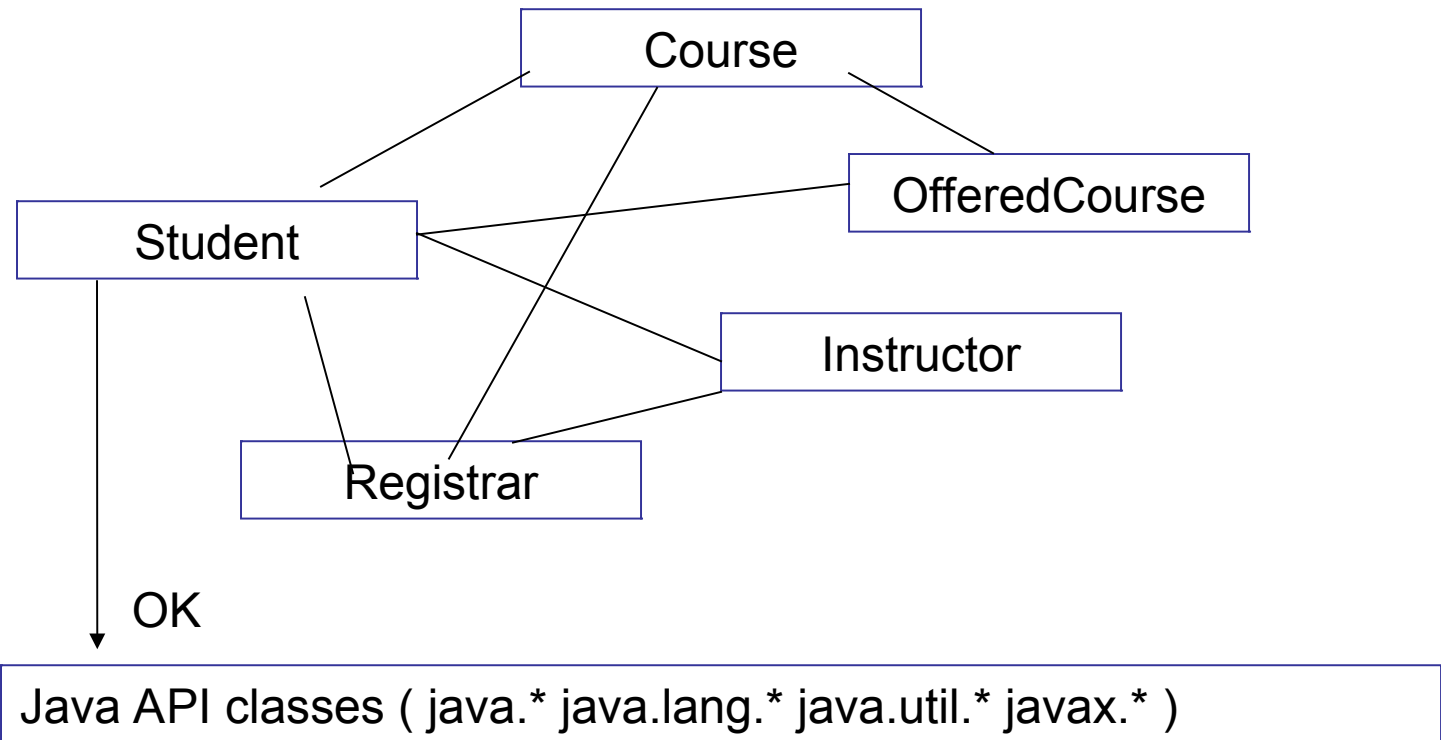 Course
OfferedCourse
Student
Instructor
Registrar
OK
Java API classes ( java.* java.lang.* java.util.* javax.* )